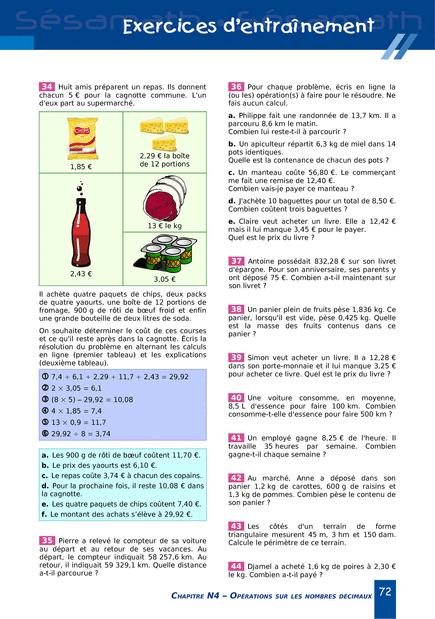 Exercices d'entraînement
34 Huit amis préparent un repas. Ils donnent
chacun 5 € pour la cagnotte commune. L'un
d'eux part au supermarché.
1,85 €
2,29 € la boîte
de 12 portions
13 € le kg
2,43 €
3,05 €
Il achète quatre paquets de chips, deux packs
de quatre yaourts, une boîte de 12 portions de
fromage, 900 g de rôti de bœuf froid et enfin
une grande bouteille de deux litres de soda.
On souhaite déterminer le coût de ces courses
et ce qu'il reste après dans la cagnotte. Écris la
résolution du problème en alternant les calculs
en ligne (premier tableau) et les explications
(deuxième tableau).
① 7,4 + 6,1 + 2,29 + 11,7 + 2,43 = 29,92
② 2 × 3,05 = 6,1
③ (8 × 5) – 29,92 = 10,08
④ 4 × 1,85 = 7,4
⑤ 13 × 0,9 = 11,7
⑥ 29,92 ÷ 8 = 3,74
a. Les 900 g de rôti de bœuf coûtent 11,70 €.
b. Le prix des yaourts est 6,10 €.
c. Le repas coûte 3,74 € à chacun des copains.
d. Pour la prochaine fois, il reste 10,08 € dans
la cagnotte.
e. Les quatre paquets de chips coûtent 7,40 €.
f. Le montant des achats s'élève à 29,92 €.
35 Pierre a relevé le compteur de sa voiture
au départ et au retour de ses vacances. Au
départ, le compteur indiquait 58 257,6 km. Au
retour, il indiquait 59 329,1 km. Quelle distance
a-t-il parcourue ?
36 Pour chaque problème, écris en ligne la
(ou les) opération(s) à faire pour le résoudre. Ne
fais aucun calcul.
a. Philippe fait une randonnée de 13,7 km. Il a
parcouru 8,6 km le matin.
Combien lui reste-t-il à parcourir ?
b. Un apiculteur répartit 6,3 kg de miel dans 14
pots identiques.
Quelle est la contenance de chacun des pots ?
c. Un manteau coûte 56,80 €. Le commerçant
me fait une remise de 12,40 €.
Combien vais-je payer ce manteau ?
d. J'achète 10 baguettes pour un total de 8,50 €.
Combien coûtent trois baguettes ?
e. Claire veut acheter un livre. Elle a 12,42 €
mais il lui manque 3,45 € pour le payer.
Quel est le prix du livre ?
37 Antoine possédait 832,28 € sur son livret
d'épargne. Pour son anniversaire, ses parents y
ont déposé 75 €. Combien a-t-il maintenant sur
son livret ?
38 Un panier plein de fruits pèse 1,836 kg. Ce
panier, lorsqu'il est vide, pèse 0,425 kg. Quelle
est la masse des fruits contenus dans ce
panier ?
39 Simon veut acheter un livre. Il a 12,28 €
dans son porte-monnaie et il lui manque 3,25 €
pour acheter ce livre. Quel est le prix du livre ?
40 Une voiture consomme, en moyenne,
8,5 L d'essence pour faire 100 km. Combien
consomme-t-elle d'essence pour faire 500 km ?
41 Un employé gagne 8,25 € de l'heure. Il
travaille 35 heures par semaine. Combien
gagne-t-il chaque semaine ?
42 Au marché, Anne a déposé dans son
panier 1,2 kg de carottes, 600 g de raisins et
1,3 kg de pommes. Combien pèse le contenu de
son panier ?
43 Les côtés d'un terrain de forme
triangulaire mesurent 45 m, 3 hm et 150 dam.
Calcule le périmètre de ce terrain.
44 Djamel a acheté 1,6 kg de poires à 2,30 €
le kg. Combien a-t-il payé ?
CHAPITRE N4 – OPÉRATIONS SUR LES NOMBRES DÉCIMAUX 72